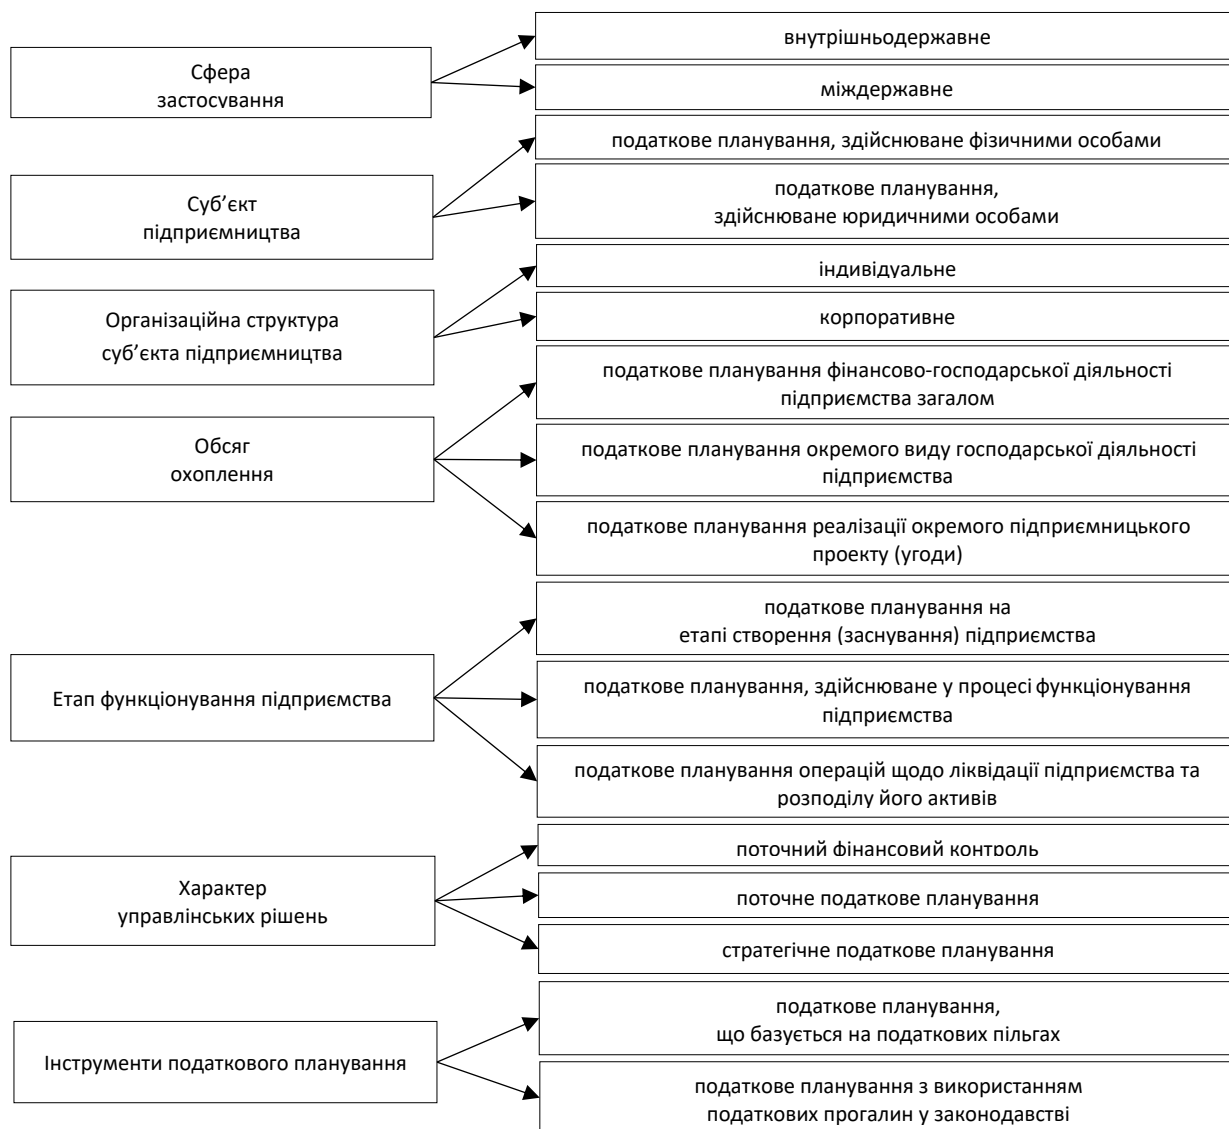 Сфера
застосування
внутрішньодержавне
міждержавне
Суб’єкт
підприємництва
податкове планування, здійснюване фізичними особами
податкове планування,
здійснюване юридичними особами
Організаційна структура
суб’єкта підприємництва
індивідуальне
корпоративне
Обсяг
охоплення
податкове планування фінансово-господарської діяльності
підприємства загалом
податкове планування окремого виду господарської діяльності
підприємства
податкове планування реалізації окремого підприємницького
проекту (угоди)
Етап функціонування підприємства
податкове планування на
етапі створення (заснування) підприємства
податкове планування, здійснюване у процесі функціонування
підприємства
податкове планування операцій щодо ліквідації підприємства та
розподілу його активів
Характер
управлінських рішень
поточний фінансовий контроль
поточне податкове планування
стратегічне податкове планування
Інструменти податкового планування
податкове планування,
що базується на податкових пільгах
податкове планування з використанням
податкових прогалин у законодавстві